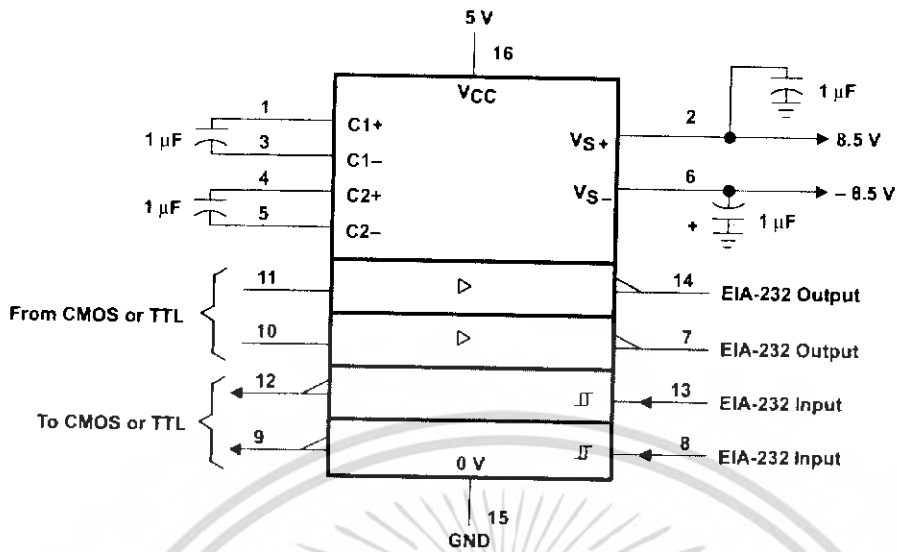 5 V
16
VCC
1
C1+
1 µF
3
C1−
4
C2+
1 µF
5
C2−
VS+
2
1 µF
8.5 V
VS−
6
− 8.5 V
+
1 µF
11
14
EIA-232 Output
From CMOS or TTL
10
7
EIA-232 Output
12
13
EIA-232 Input
To CMOS or TTL
9
8
EIA-232 Input
0 V
15
GND